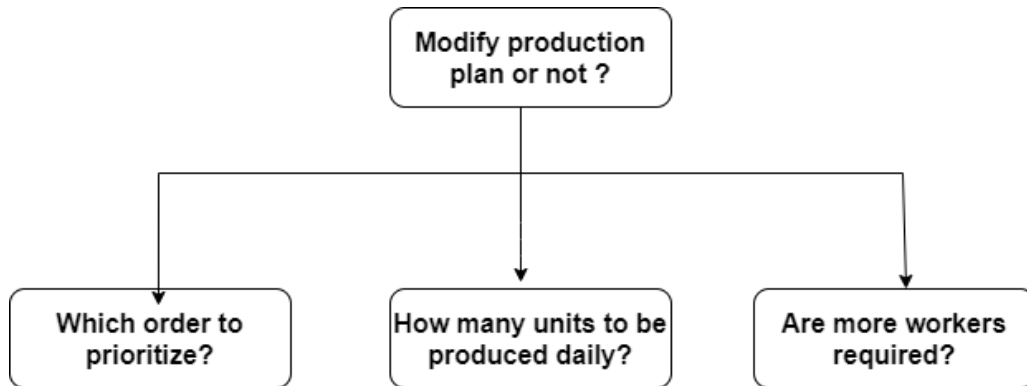 Modify production
plan or not ?
Which order to
prioritize?
How many units to be
produced daily?
Are more workers
required?